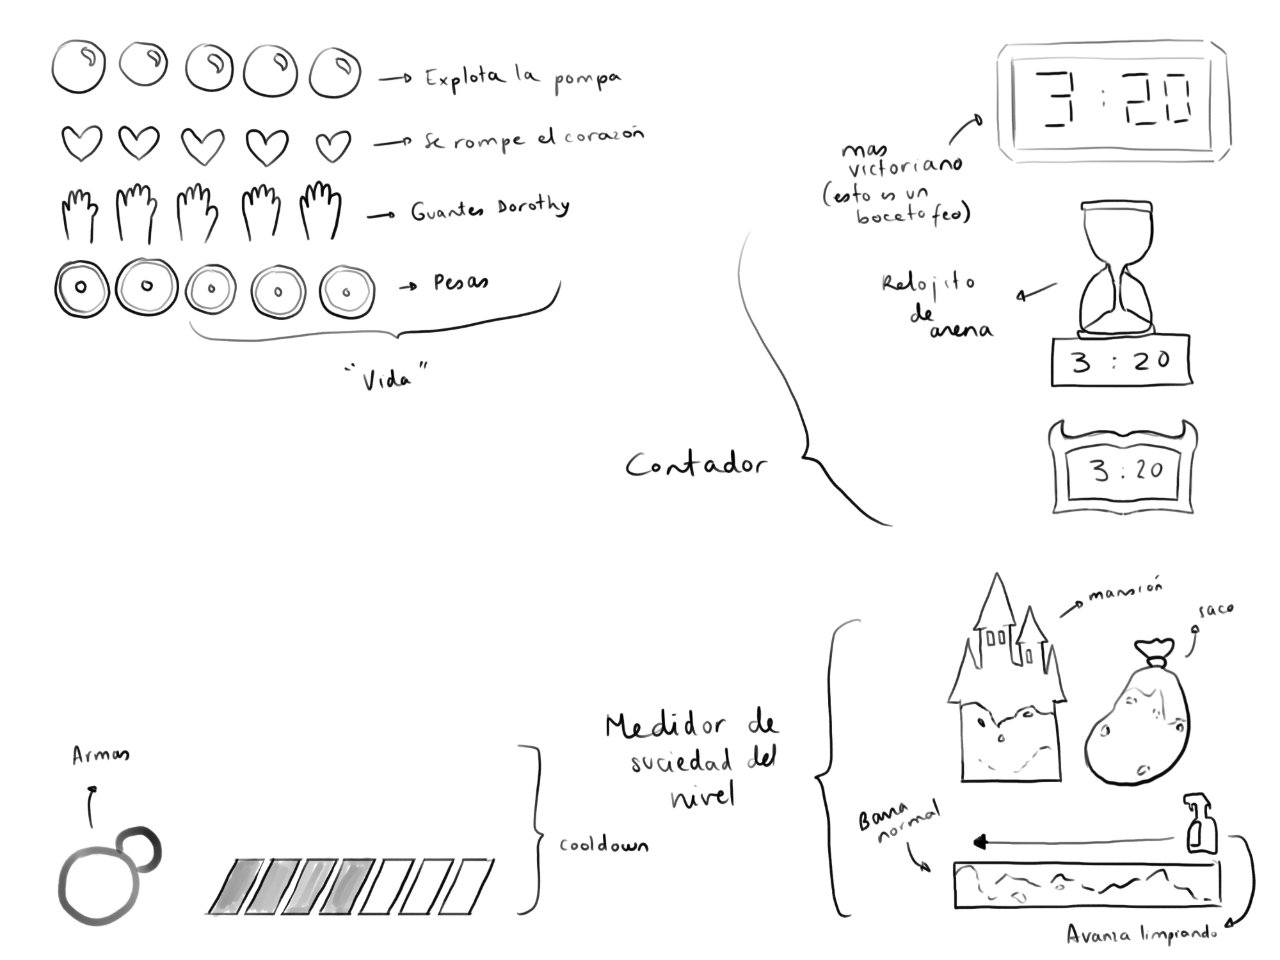 Explota la pompa
Se rompe el corazón
Guantes Dorothy
Pesas
"Vida"
3:20
mas
victoriano
(esto es un
boceto feo)
Relojito
de
arena
3:20
3:20
Contador
mansión
saco
Medidor de
suciedad del
nivel
Barra
normal
Avanza limpiando
Armas
cooldown